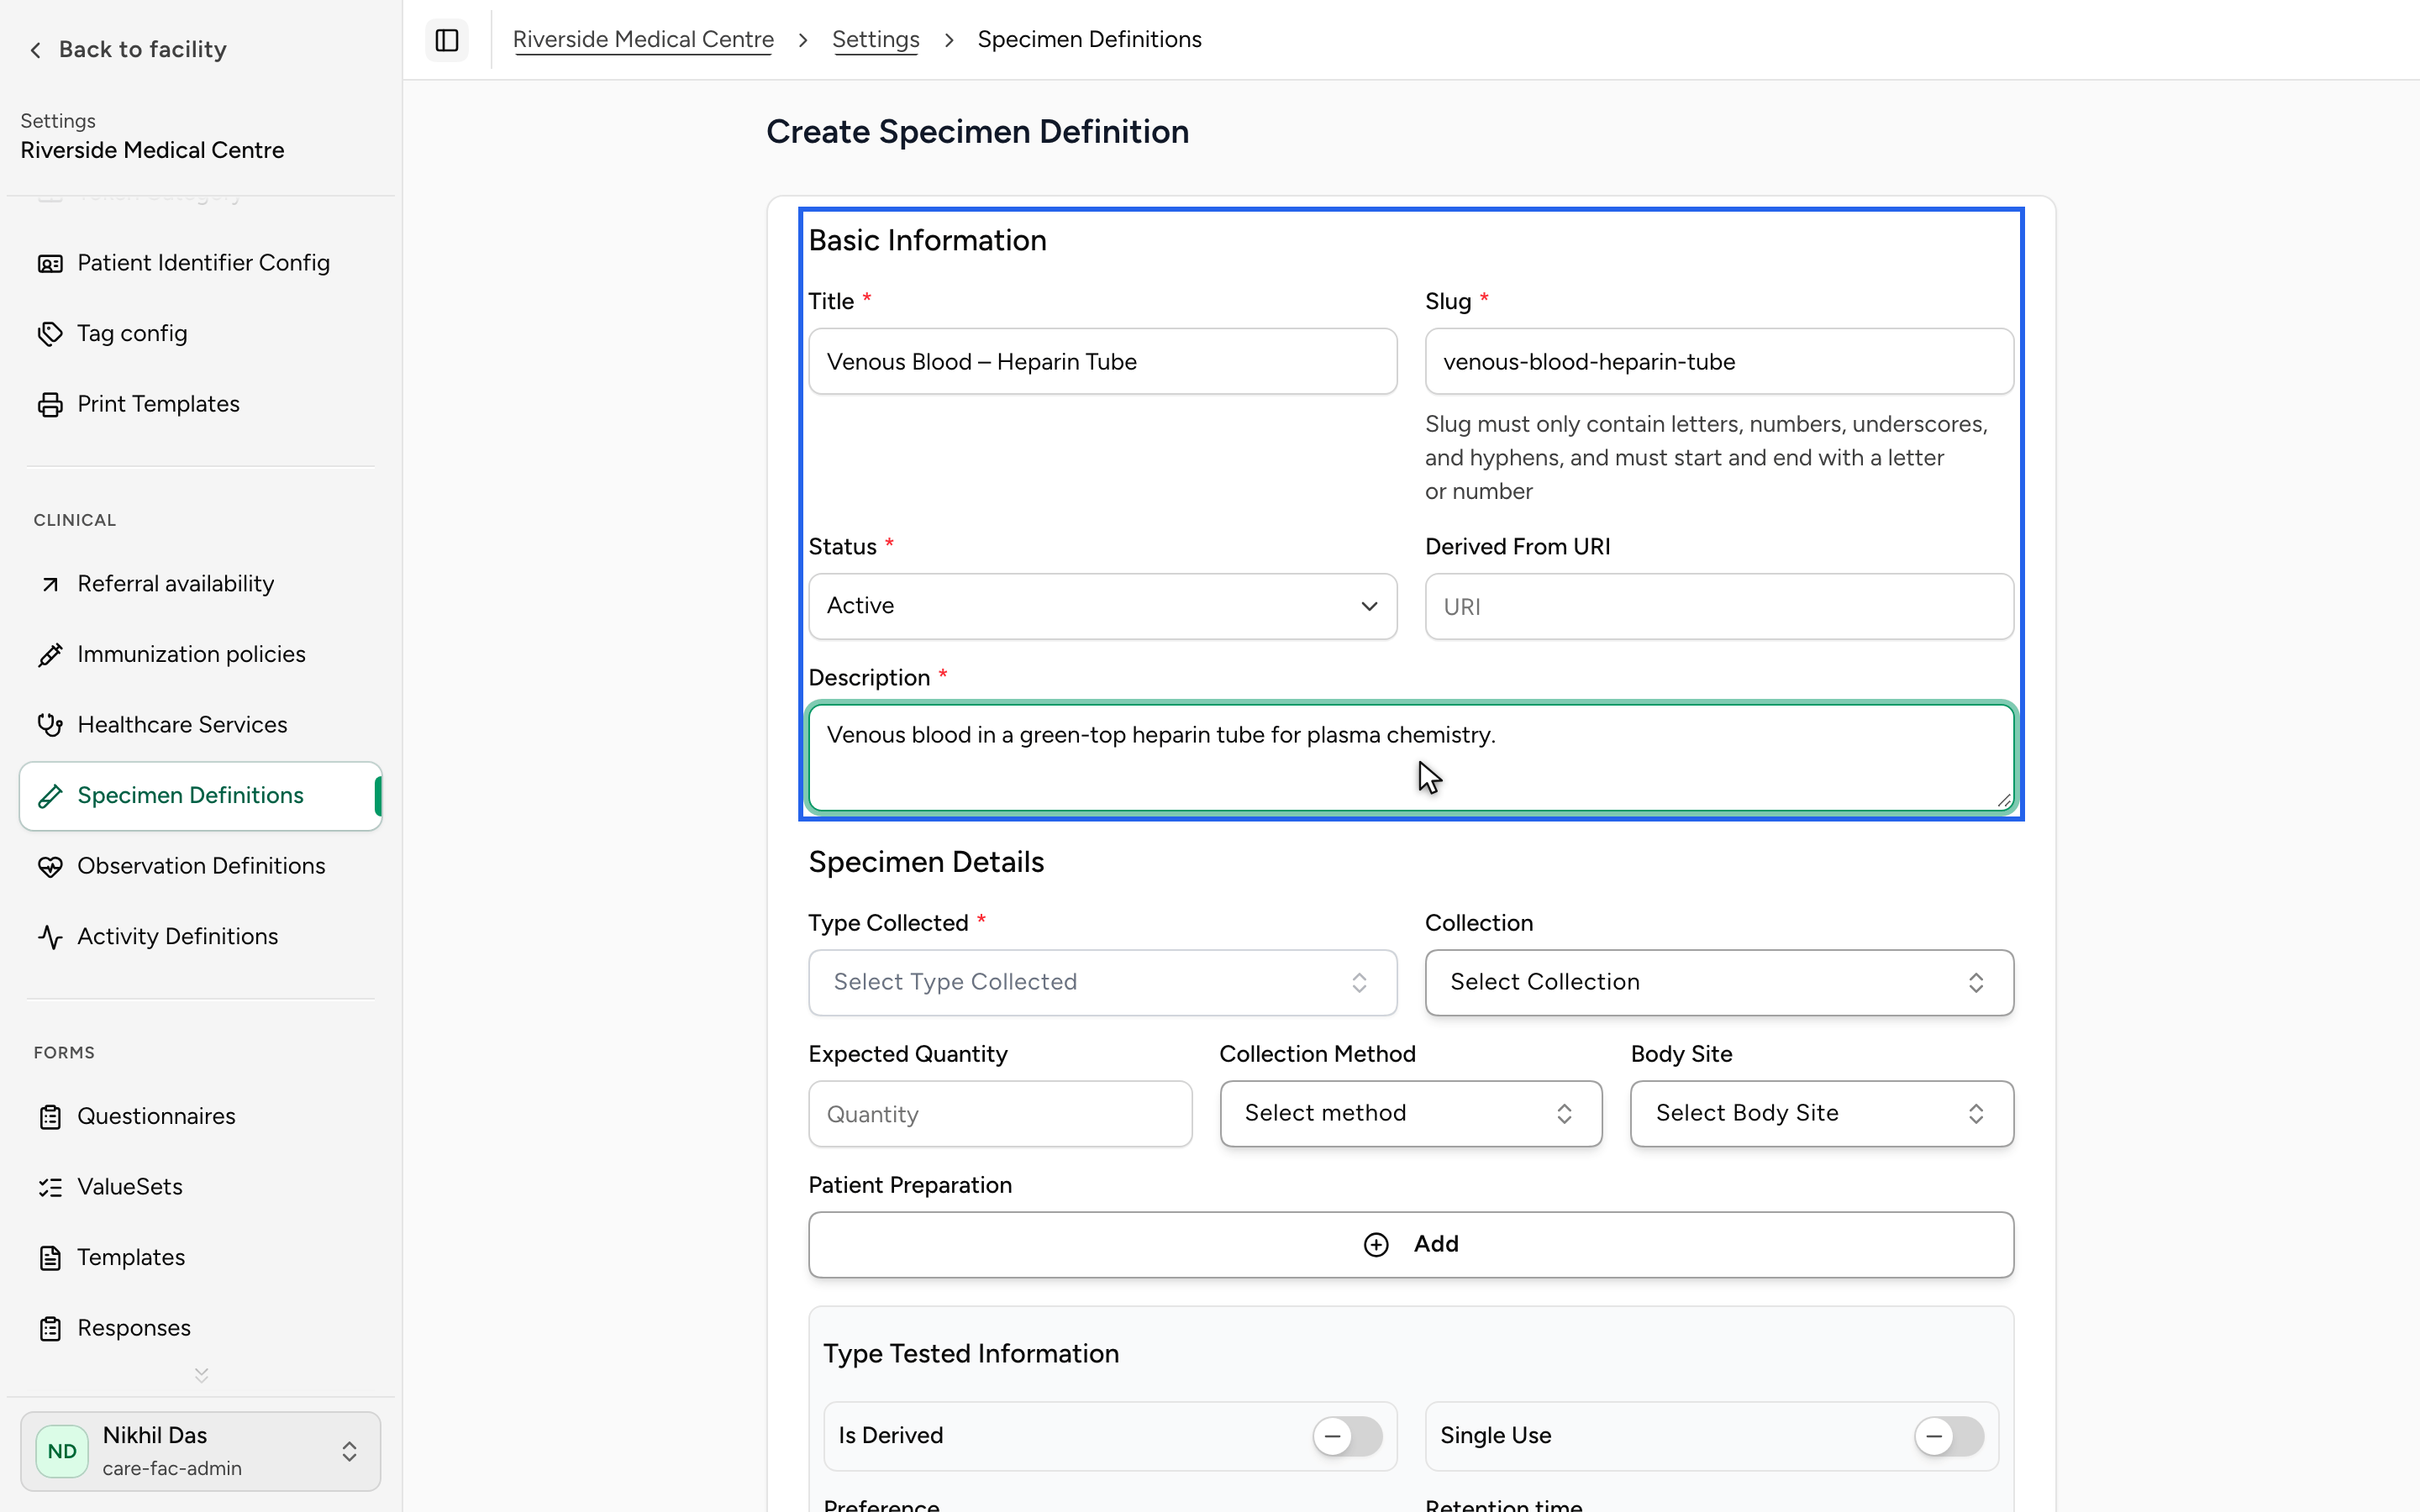 Back to facility
Settings
Riverside Medical Centre
Patient Identifier Config
Tag config
Print Templates
CLINICAL
Referral availability
Immunization policies
Healthcare Services
Specimen Definitions
Observation Definitions
Activity Definitions
FORMS
Questionnaires
ValueSets
Templates
Responses
ND
Nikhil Das
care-fac-admin
Riverside Medical Centre > Settings > Specimen Definitions
Create Specimen Definition
Basic Information
Title *
Venous Blood – Heparin Tube
Slug *
venous-blood-heparin-tube
Slug must only contain letters, numbers, underscores,
and hyphens, and must start and end with a letter
or number
Status *
Active
Derived From URI
URI
Description *
Venous blood in a green-top heparin tube for plasma chemistry.
Specimen Details
Type Collected *
Select Type Collected
Collection
Select Collection
Expected Quantity
Quantity
Collection Method
Select method
Body Site
Select Body Site
Patient Preparation
Add
Type Tested Information
Is Derived
Single Use
Preference
Retention time